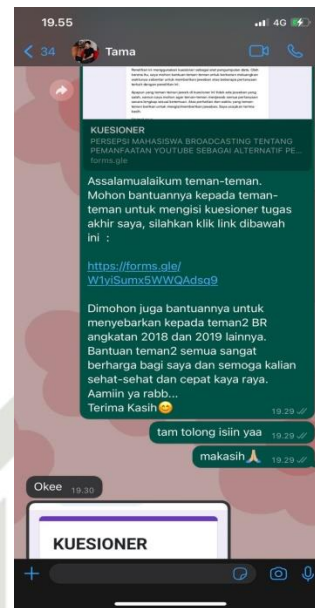 19.55
4G
34
Tama
KUESIONER
PERSEPSI MAHASISWA BROADCASTING TENTANG
PEMANFAATAN YOUTUBE SEBAGAI ALTERNATIF PE...
forms.gle
Assalamualaikum teman-teman.
Mohon bantuannya kepada teman-
teman untuk mengisi kuesioner tugas
akhir saya, silahkan klik link dibawah
ini :
https://forms.gle/
W1yiSumx5WWQAdsg9
Dimohon juga bantuannya untuk
menyebarkan kepada teman2 BR
angkatan 2018 dan 2019 lainnya.
Bantuan teman2 semua sangat
berharga bagi saya dan semoga kalian
sehat-sehat dan cepat kaya raya.
Aamiin ya rabb...
Terima Kasih😊
19.29
tam tolong isiin yaa 19.29
makasih🙏 19.29
Okee 19.30
KUESIONER